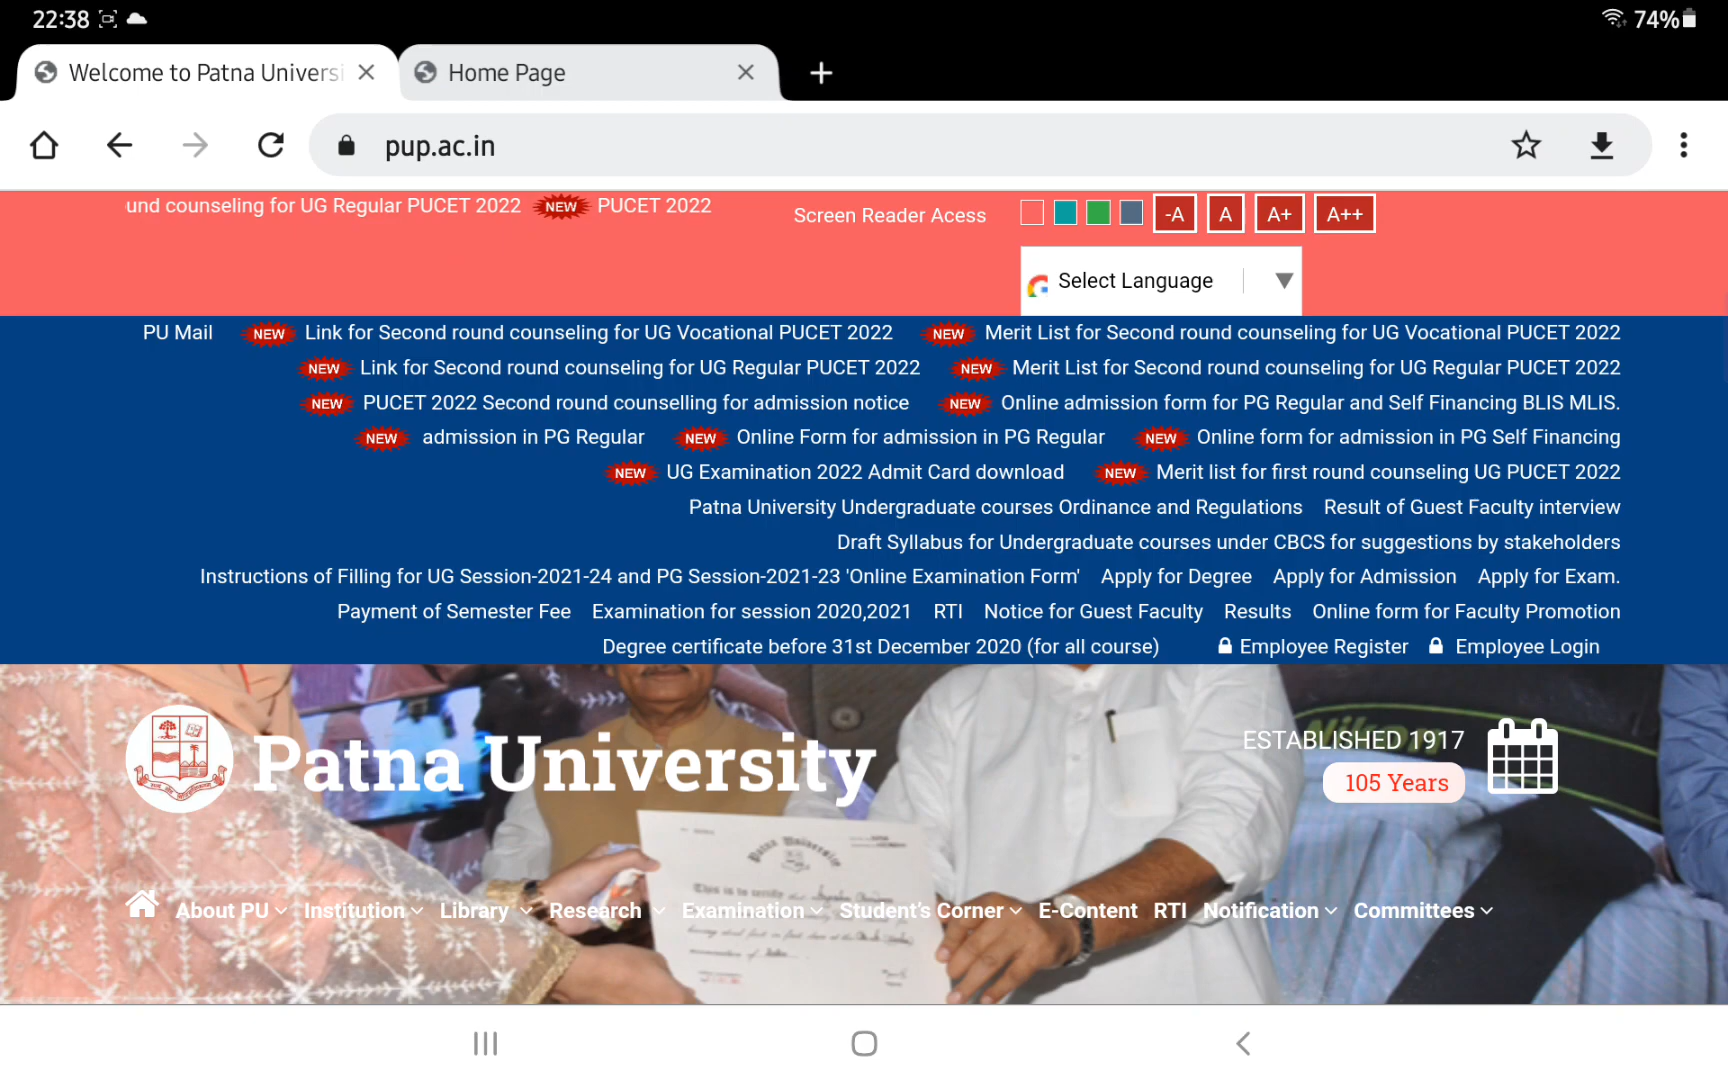 22:38 74%
Welcome to Patna Universi Home Page
pup.ac.in
und counseling for UG Regular PUCET 2022 NEW PUCET 2022 Screen Reader Acess -A A A+ A++
Select Language
PU Mail NEW Link for Second round counseling for UG Vocational PUCET 2022 NEW Merit List for Second round counseling for UG Vocational PUCET 2022
NEW Link for Second round counseling for UG Regular PUCET 2022 NEW Merit List for Second round counseling for UG Regular PUCET 2022
NEW PUCET 2022 Second round counselling for admission notice NEW Online admission form for PG Regular and Self Financing BLIS MLIS.
NEW admission in PG Regular NEW Online Form for admission in PG Regular NEW Online form for admission in PG Self Financing
NEW UG Examination 2022 Admit Card download NEW Merit list for first round counseling UG PUCET 2022
Patna University Undergraduate courses Ordinance and Regulations Result of Guest Faculty interview
Draft Syllabus for Undergraduate courses under CBCS for suggestions by stakeholders
Instructions of Filling for UG Session-2021-24 and PG Session-2021-23 'Online Examination Form' Apply for Degree Apply for Admission Apply for Exam.
Payment of Semester Fee Examination for session 2020,2021 RTI Notice for Guest Faculty Results Online form for Faculty Promotion
Degree certificate before 31st December 2020 (for all course) Employee Register Employee Login
Patna University
ESTABLISHED 1917
105 Years
Nikon
Patna University
This is to certify that
About PU Institution Library Research Examination Student's Corner E-Content RTI Notification Committees